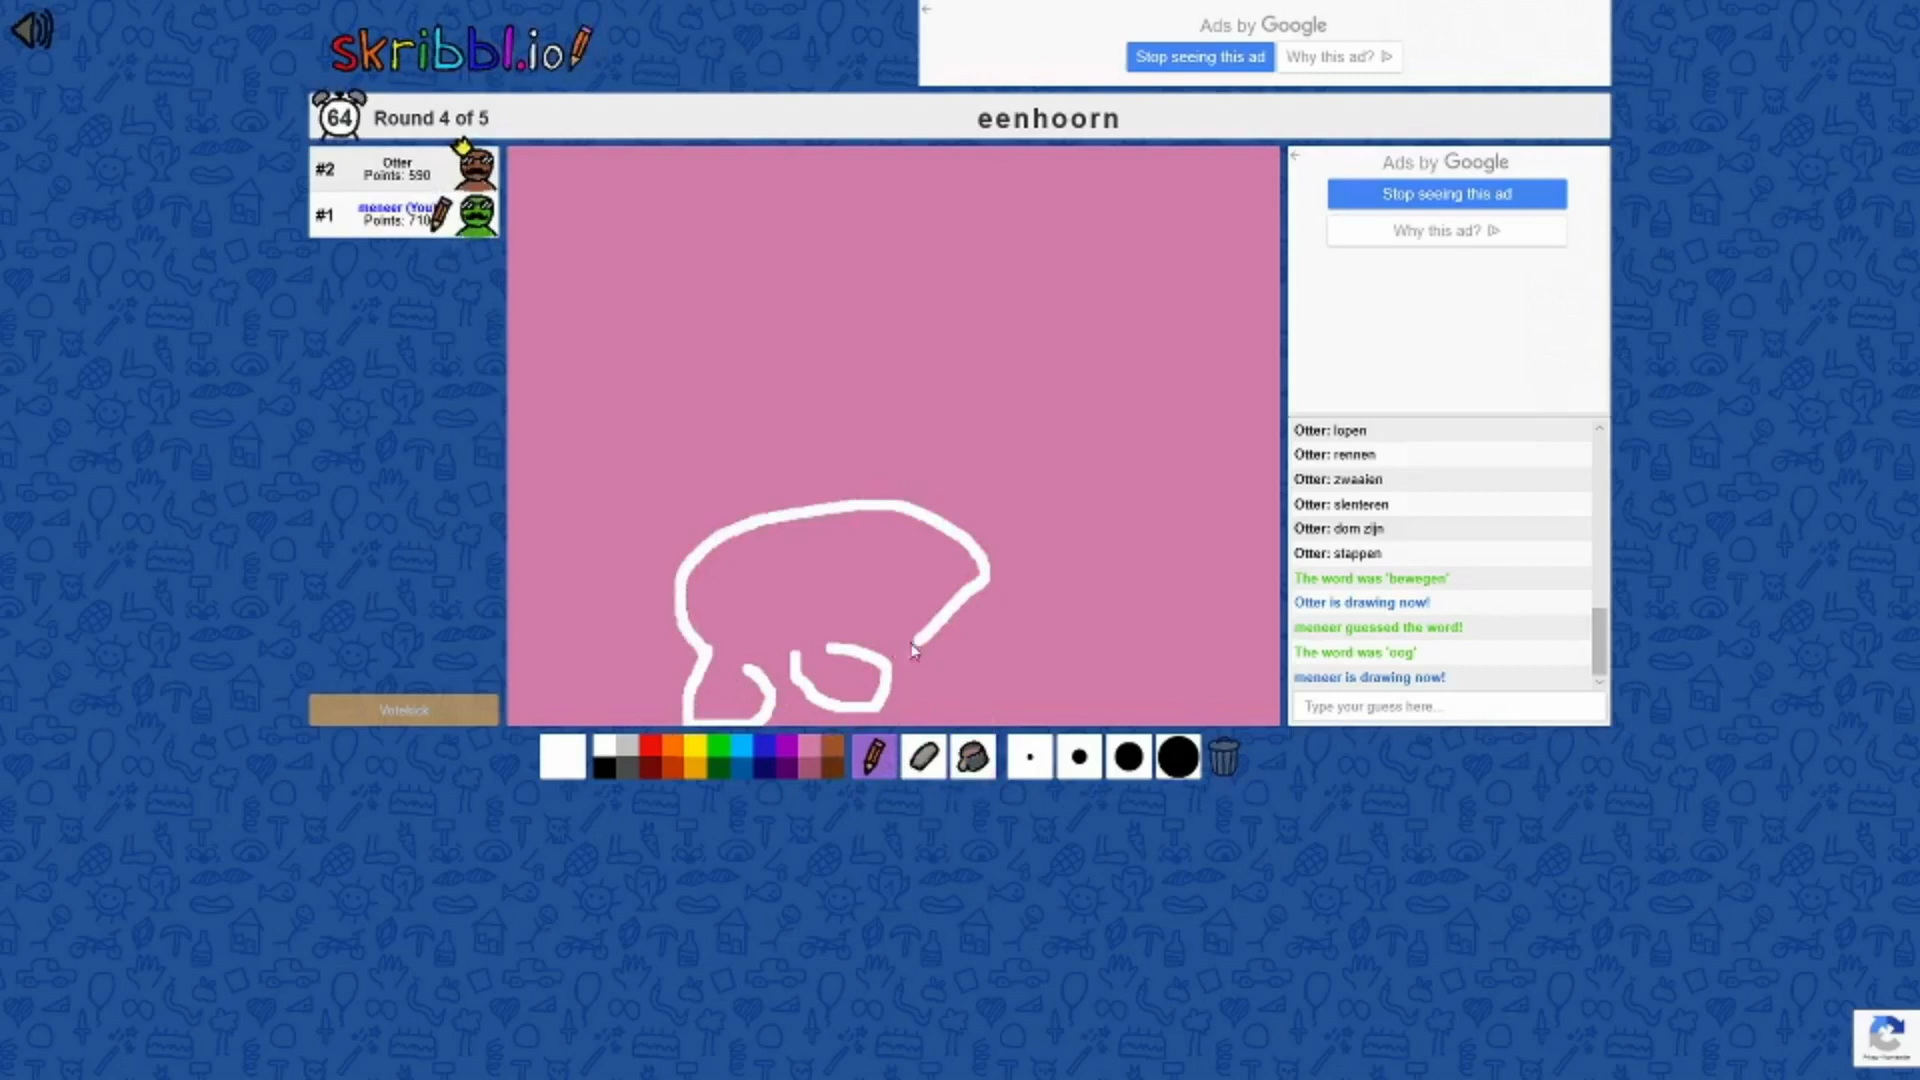 skribbl.io
Ads by Google
Stop seeing this ad
Why this ad?
64
Round 4 of 5
eenhoorn
#2
Otter
Points: 590
#1
meneer (You)
Points: 710
Ads by Google
Stop seeing this ad
Why this ad?
Otter: lopen
Otter: rennen
Otter: zwaaien
Otter: slenteren
Otter: dom zijn
Otter: stappen
The word was 'bewegen'
Otter is drawing now!
meneer guessed the word!
The word was 'oog'
meneer is drawing now!
Type your guess here...
Votekick